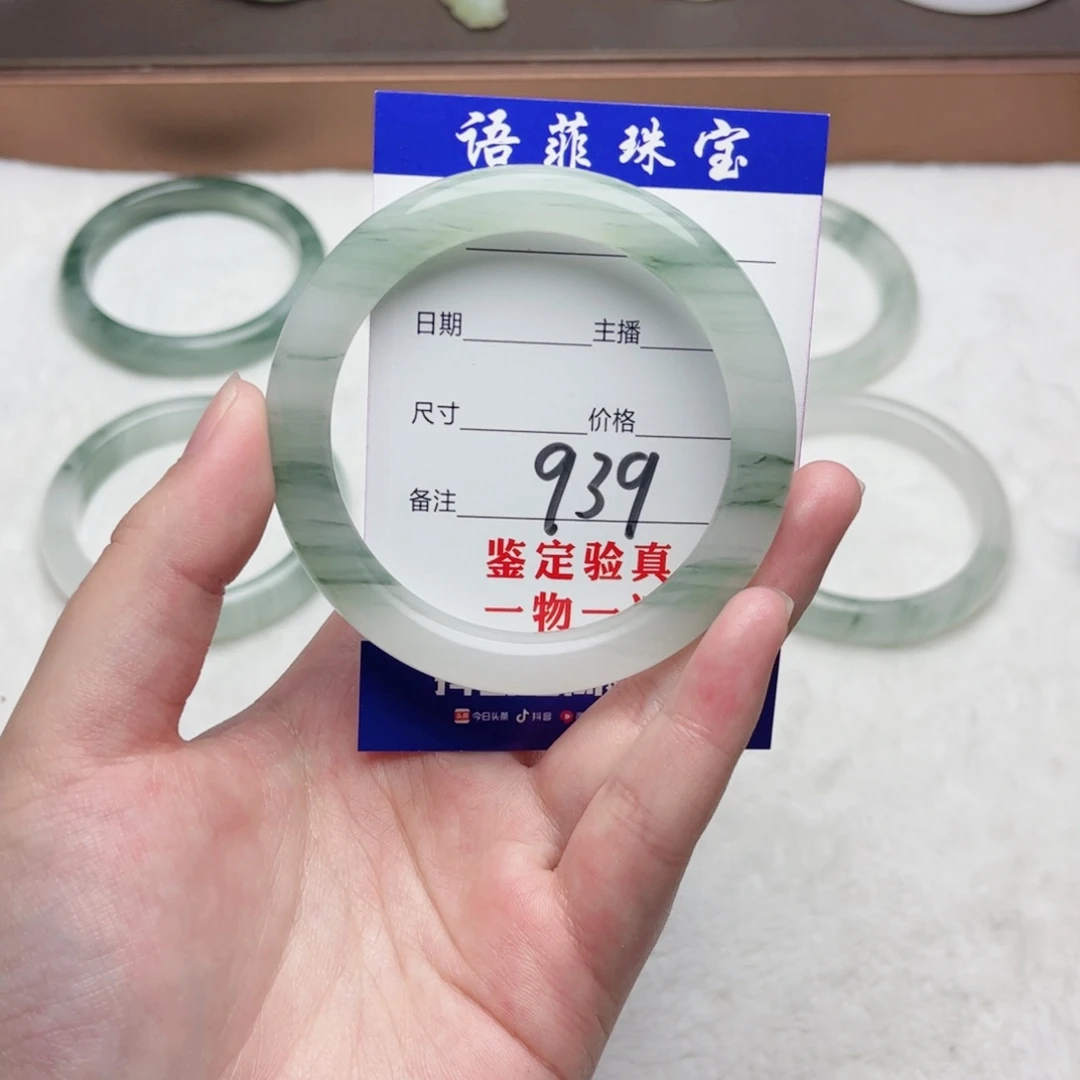 语菲珠宝
日期 主播
尺寸 价格
939
备注
鉴定验真
一物一
今日头条 抖音